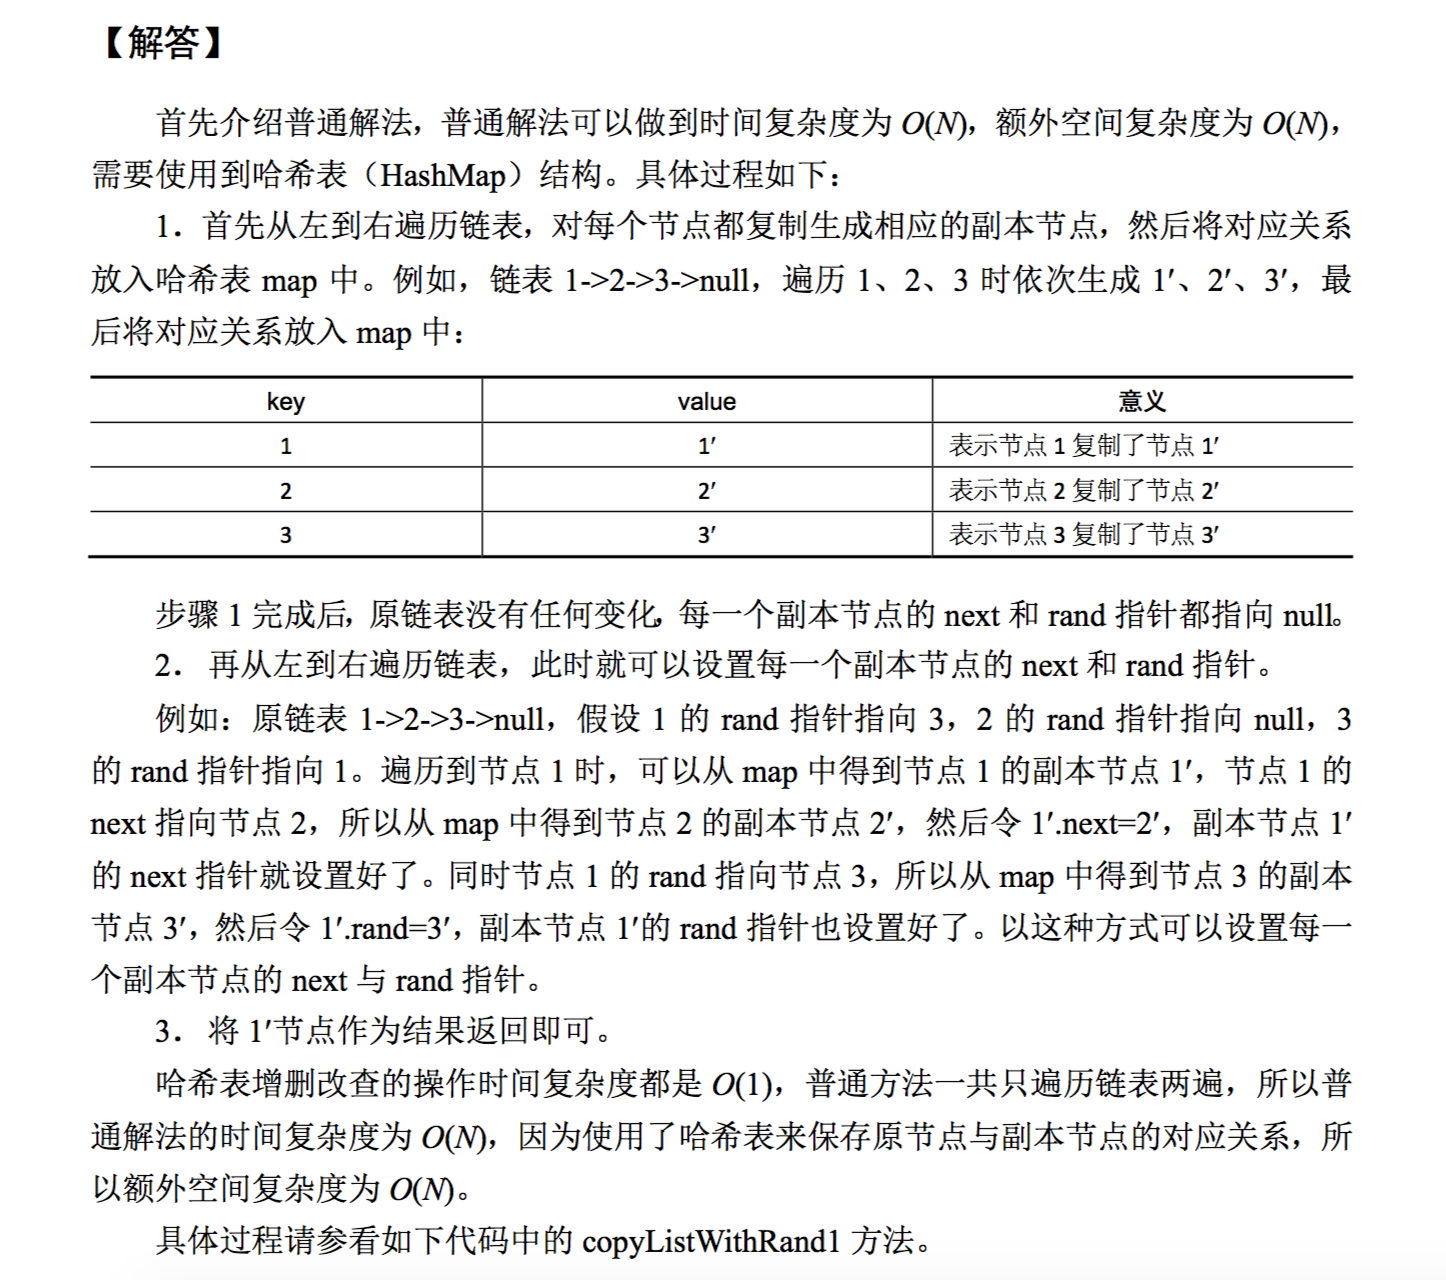 【解答】
首先介绍普通解法，普通解法可以做到时间复杂度为 O(N)，额外空间复杂度为 O(N)，
需要使用到哈希表（HashMap）结构。具体过程如下：
1．首先从左到右遍历链表，对每个节点都复制生成相应的副本节点，然后将对应关系
放入哈希表 map 中。例如，链表 1->2->3->null，遍历 1、2、3 时依次生成 1′、2′、3′，最
后将对应关系放入 map 中：
key value 意义
1 1′ 表示节点 1 复制了节点 1′
2 2′ 表示节点 2 复制了节点 2′
3 3′ 表示节点 3 复制了节点 3′
步骤 1 完成后，原链表没有任何变化，每一个副本节点的 next 和 rand 指针都指向 null。
2． 再从左到右遍历链表，此时就可以设置每一个副本节点的 next 和 rand 指针。
例如：原链表 1->2->3->null，假设 1 的 rand 指针指向 3，2 的 rand 指针指向 null，3
的 rand 指针指向 1。遍历到节点 1 时，可以从 map 中得到节点 1 的副本节点 1′，节点 1 的
next 指向节点 2，所以从 map 中得到节点 2 的副本节点 2′，然后令 1′.next=2′，副本节点 1′
的 next 指针就设置好了。同时节点 1 的 rand 指向节点 3，所以从 map 中得到节点 3 的副本
节点 3′，然后令 1′.rand=3′，副本节点 1′的 rand 指针也设置好了。以这种方式可以设置每一
个副本节点的 next 与 rand 指针。
3． 将 1′节点作为结果返回即可。
哈希表增删改查的操作时间复杂度都是 O(1)，普通方法一共只遍历链表两遍，所以普
通解法的时间复杂度为 O(N)，因为使用了哈希表来保存原节点与副本节点的对应关系，所
以额外空间复杂度为 O(N)。
具体过程请参看如下代码中的 copyListWithRand1 方法。